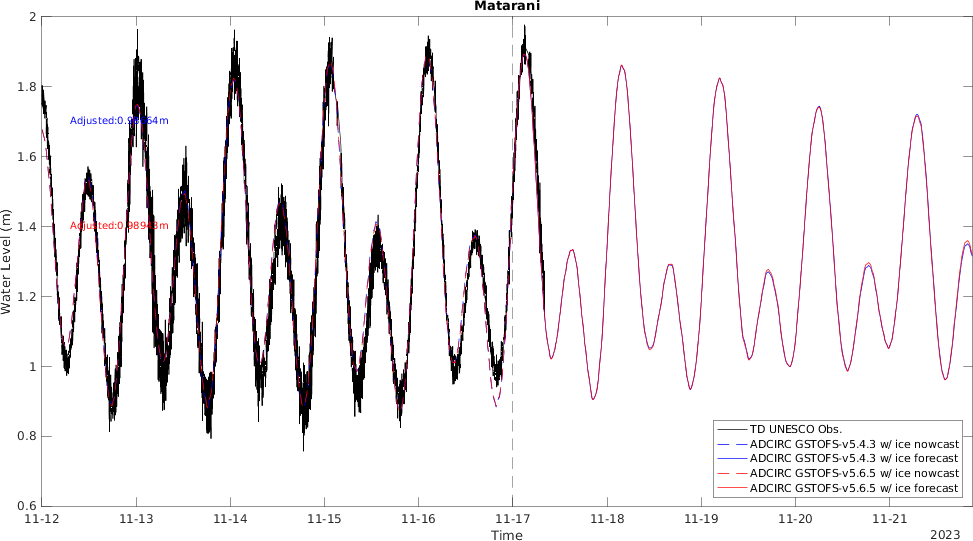 Matarani
2
1.8
1.6
1.4
1.2
1
0.8
0.6
Water Level (m)
11-12 11-13 11-14 11-15 11-16 11-17 11-18 11-19 11-20 11-21
Time
2023
TD UNESCO Obs.
ADCIRC GSTOFS-v5.4.3 w/ ice nowcast
ADCIRC GSTOFS-v5.4.3 w/ ice forecast
ADCIRC GSTOFS-v5.6.5 w/ ice nowcast
ADCIRC GSTOFS-v5.6.5 w/ ice forecast